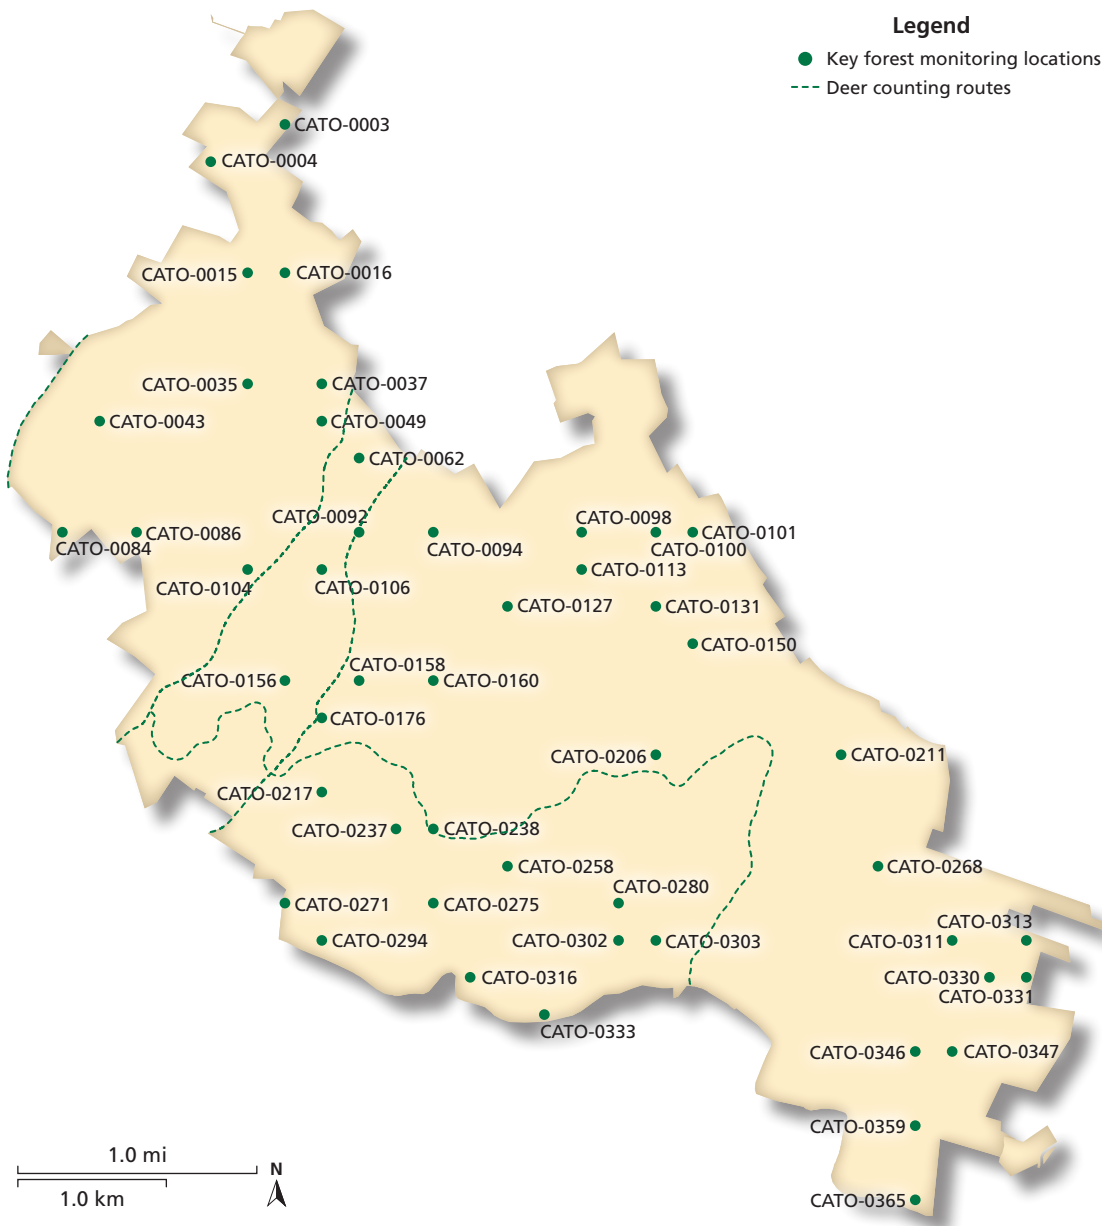 Legend
Key forest monitoring locations
Deer counting routes
CATO-0003
CATO-0004
CATO-0015
CATO-0016
CATO-0035
CATO-0037
CATO-0043
CATO-0049
CATO-0062
CATO-0092
CATO-0098
CATO-0084
CATO-0086
CATO-0094
CATO-0100
CATO-0101
CATO-0104
CATO-0106
CATO-0113
CATO-0127
CATO-0131
CATO-0150
CATO-0156
CATO-0158
CATO-0160
CATO-0176
CATO-0206
CATO-0211
CATO-0217
CATO-0237
CATO-0238
CATO-0258
CATO-0268
CATO-0280
CATO-0271
CATO-0275
CATO-0294
CATO-0302
CATO-0303
CATO-0311
CATO-0313
CATO-0316
CATO-0330
CATO-0331
CATO-0333
CATO-0346
CATO-0347
CATO-0359
CATO-0365
1.0 mi
1.0 km
N